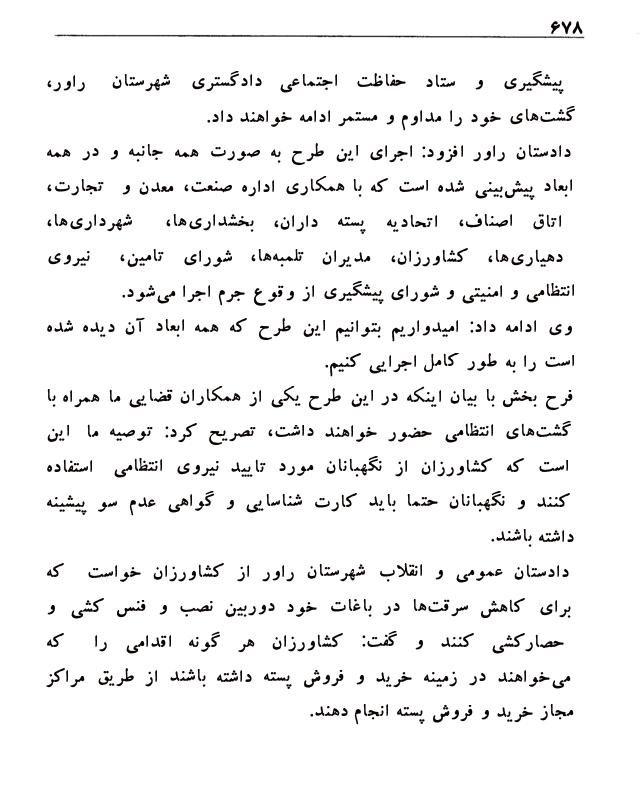 ۶۷۸
پیشگیری و ستاد حفاظت اجتماعی دادگستری شهرستان راور،
گشت‌های خود را مداوم و مستمر ادامه خواهند داد.
دادستان راور افزود: اجرای این طرح به صورت همه جانبه و در همه
ابعاد پیش‌بینی شده است که با همکاری اداره صنعت، معدن و تجارت،
اتاق اصناف، اتحادیه پسته داران، بخشداری‌ها، شهرداری‌ها،
دهیاری‌ها، کشاورزان، مدیران تلمبه‌ها، شورای تامین، نیروی
انتظامی و امنیتی و شورای پیشگیری از وقوع جرم اجرا می‌شود.
وی ادامه داد: امیدواریم بتوانیم این طرح که همه ابعاد آن دیده شده
است را به طور کامل اجرایی کنیم.
فرح بخش با بیان اینکه در این طرح یکی از همکاران قضایی ما همراه با
گشت‌های انتظامی حضور خواهند داشت، تصریح کرد: توصیه ما این
است که کشاورزان از نگهبانان مورد تایید نیروی انتظامی استفاده
کنند و نگهبانان حتما باید کارت شناسایی و گواهی عدم سو پیشینه
داشته باشند.
دادستان عمومی و انقلاب شهرستان راور از کشاورزان خواست که
برای کاهش سرقت‌ها در باغات خود دوربین نصب و فنس کشی و
حصارکشی کنند و گفت: کشاورزان هر گونه اقدامی را که
می‌خواهند در زمینه خرید و فروش پسته داشته باشند از طریق مراکز
مجاز خرید و فروش پسته انجام دهند.